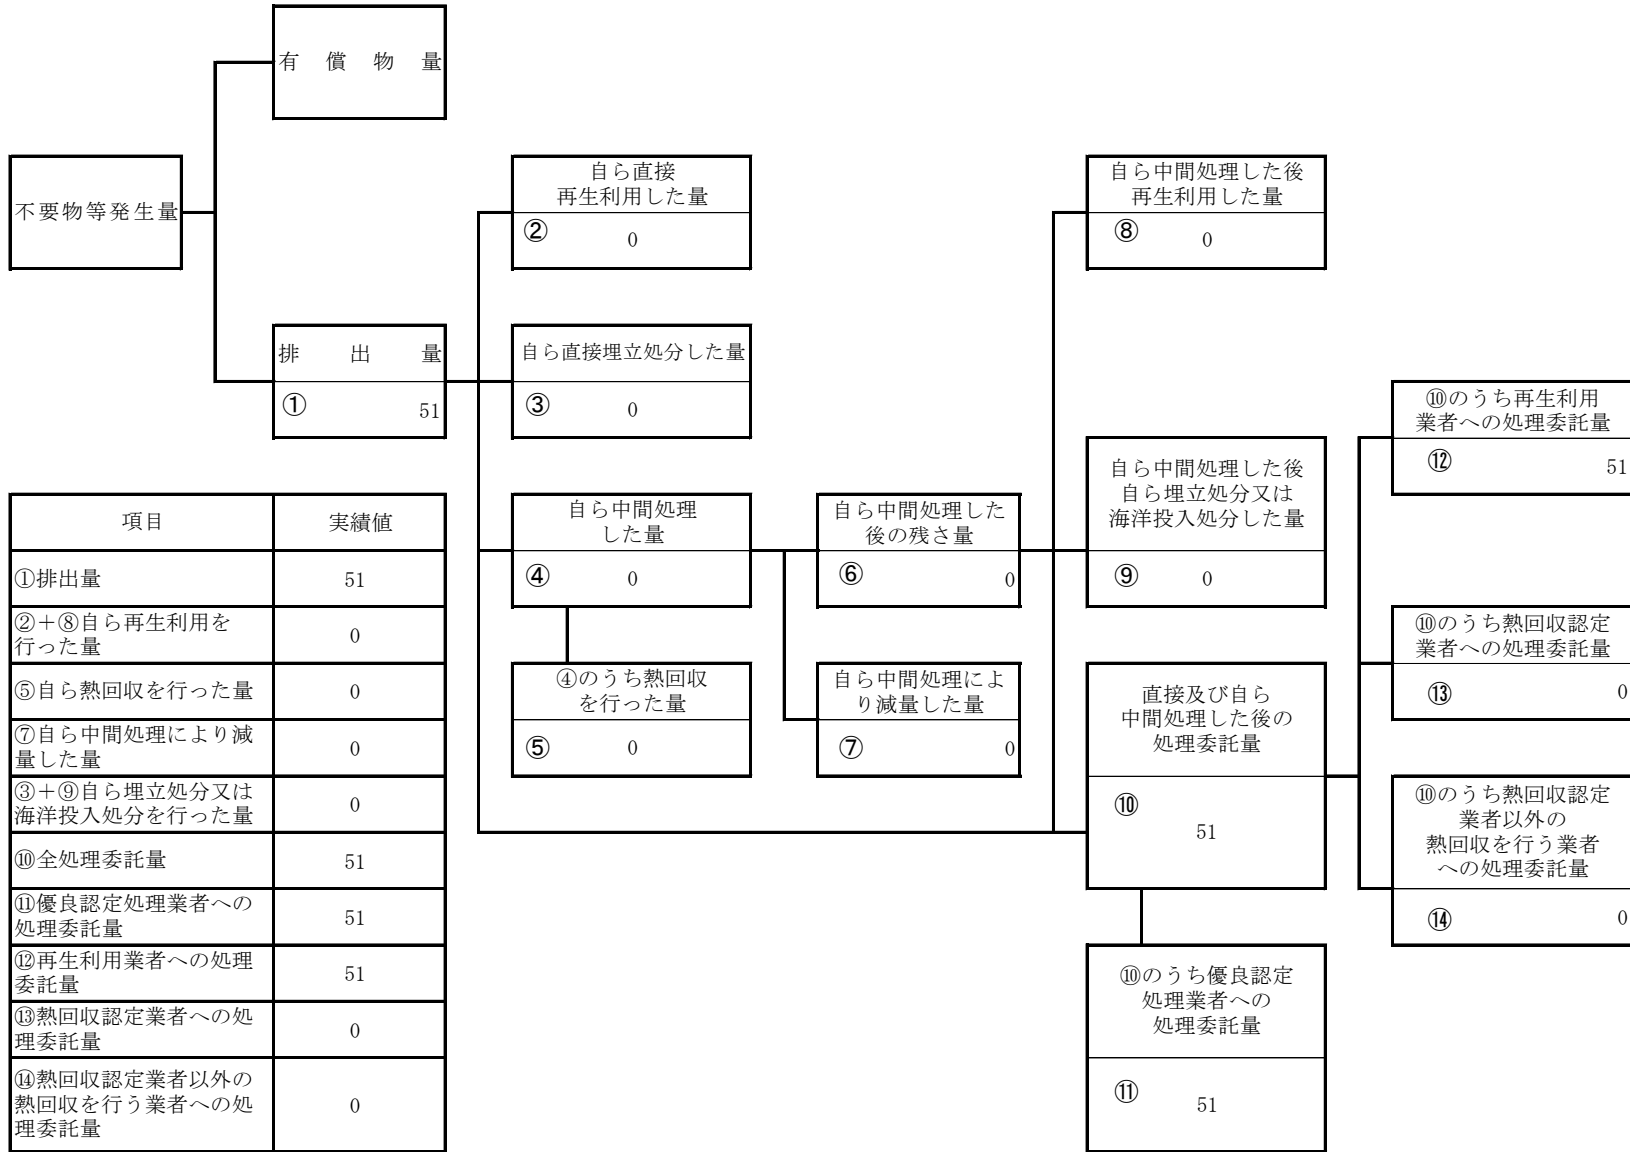 有償物量
不要物等発生量
排出量
①
51
自ら直接
再生利用した量
②
0
自ら直接埋立処分した量
③
0
自ら中間処理
した量
④
0
④のうち熱回収
を行った量
⑤
0
自ら中間処理した
後の残さ量
⑥
0
自ら中間処理によ
り減量した量
⑦
0
自ら中間処理した後
再生利用した量
⑧
0
自ら中間処理した後
自ら埋立処分又は
海洋投入処分した量
⑨
0
直接及び自ら
中間処理した後の
処理委託量
⑩
51
⑩のうち優良認定
処理業者への
処理委託量
⑪
51
⑩のうち再生利用
業者への処理委託量
⑫
51
⑩のうち熱回収認定
業者への処理委託量
⑬
0
⑩のうち熱回収認定
業者以外の
熱回収を行う業者
への処理委託量
⑭
0
項目 実績値
①排出量 51
②+⑧自ら再生利用を
行った量 0
⑤自ら熱回収を行った量 0
⑦自ら中間処理により減
量した量 0
③+⑨自ら埋立処分又は
海洋投入処分を行った量 0
⑩全処理委託量 51
⑪優良認定処理業者への
処理委託量 51
⑫再生利用業者への処理
委託量 51
⑬熱回収認定業者への処
理委託量 0
⑭熱回収認定業者以外の
熱回収を行う業者への処
理委託量 0